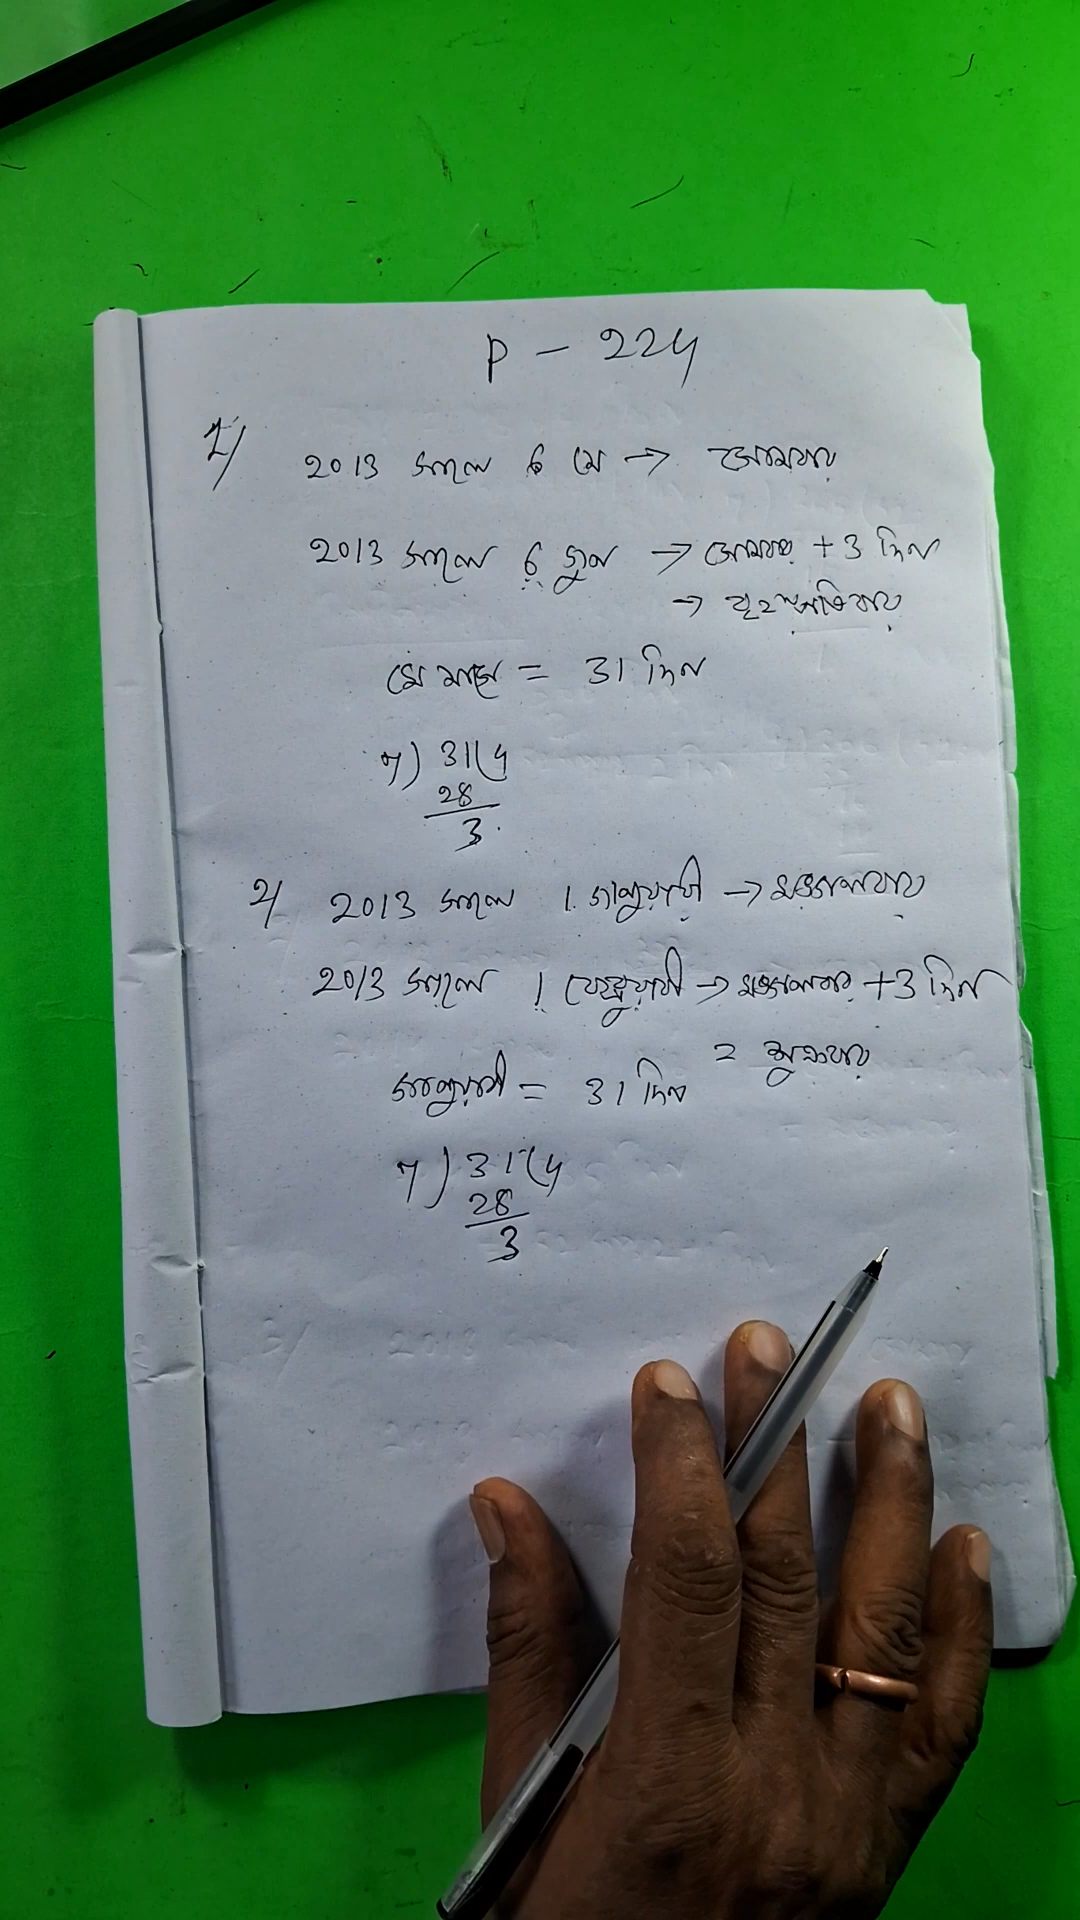 P - 224
1/ 2013 সালে 6 মে → সোমবার
2013 সালে 6 জুন → সোমবার + 3 দিন
→ বৃহস্পতিবার
মে মাসে = 31 দিন
7) 31 (4
28
3
2/ 2013 সালে 1 জানুয়ারী → মঙ্গলবার
2013 সালে 1 ফেব্রুয়ারী → মঙ্গলবার + 3 দিন
= শুক্রবার
জানুয়ারী = 31 দিন
7) 31 (4
28
3